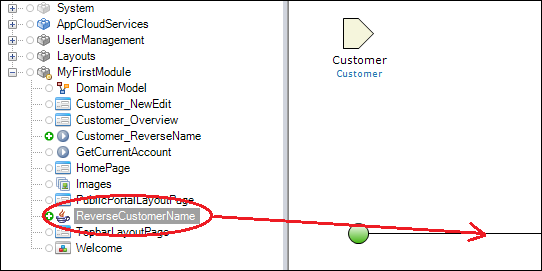 System
AppCloudServices
UserManagement
Layouts
MyFirstModule
Domain Model
Customer_NewEdit
Customer_Overview
Customer_ReverseName
GetCurrentAccount
HomePage
Images
PublicPortalLayoutPage
ReverseCustomerName
TopbarLayoutPage
Welcome
Customer
Customer